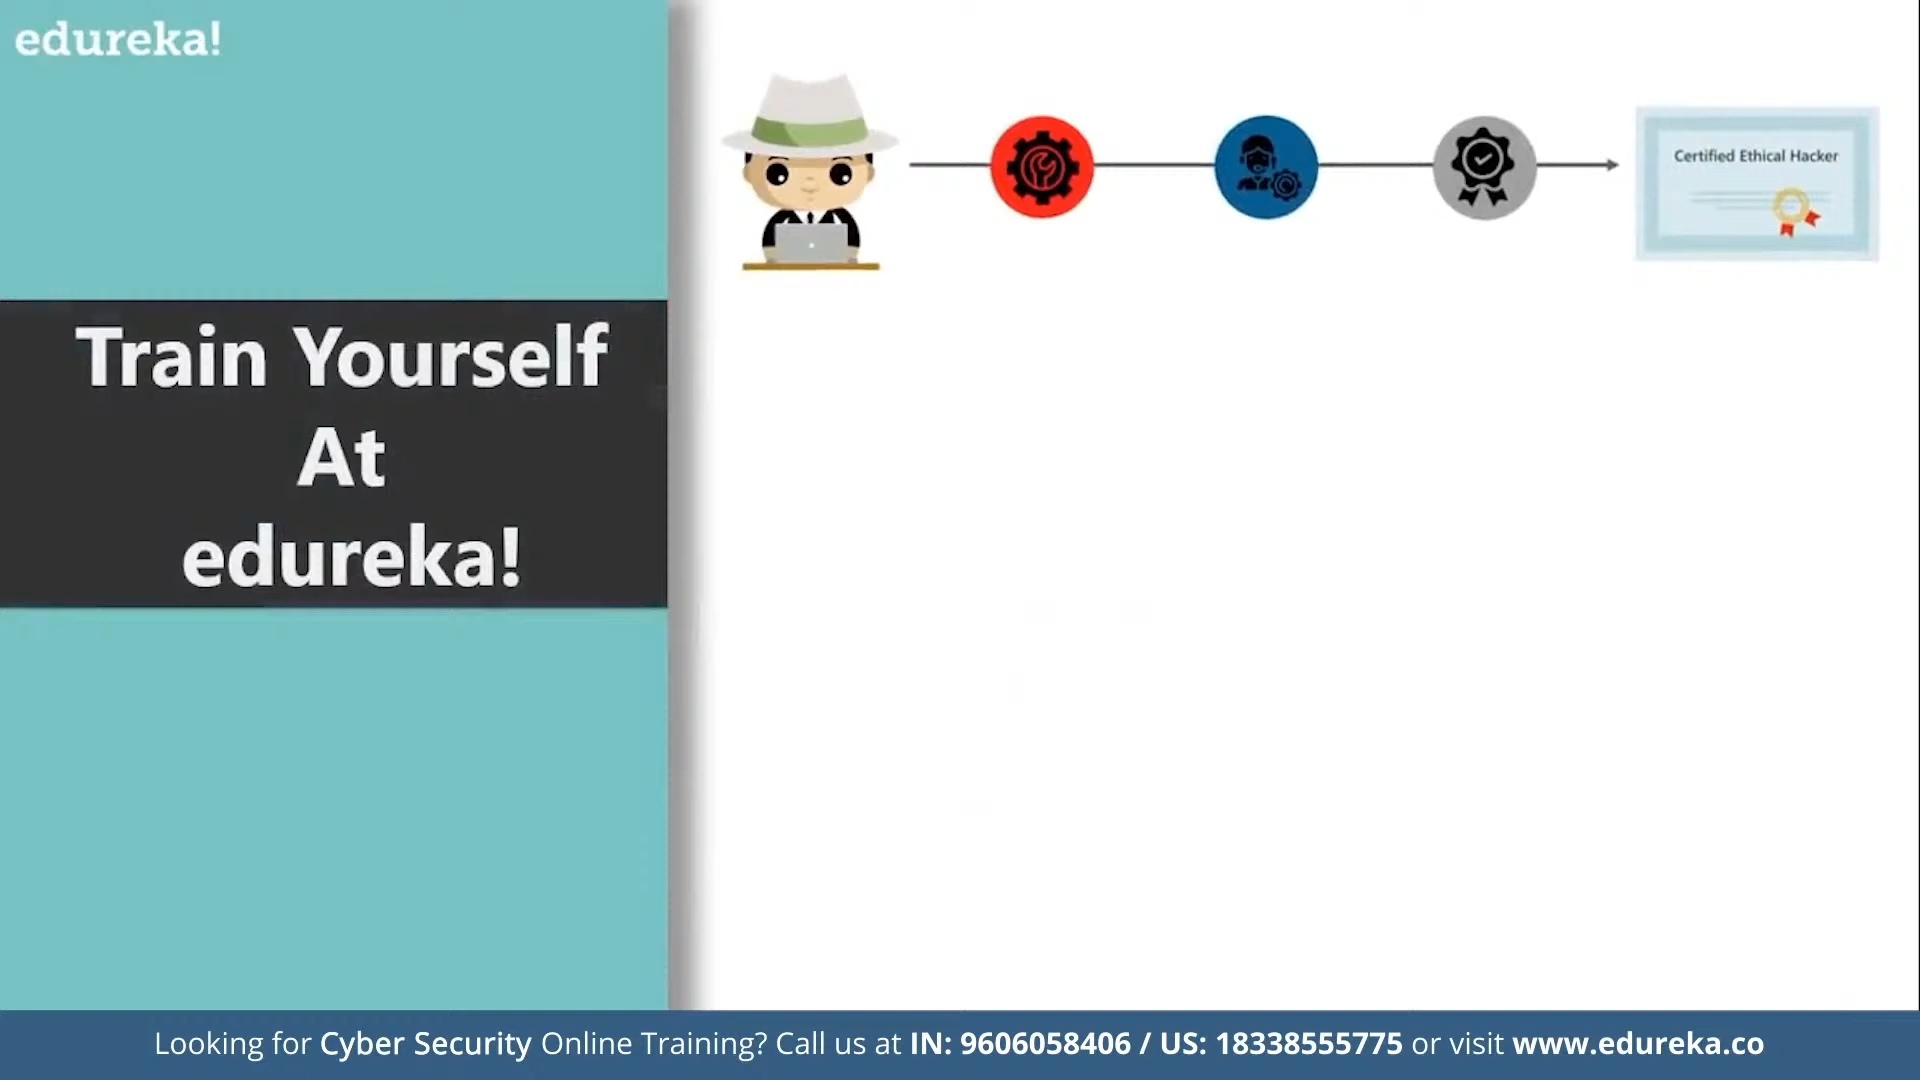 edureka!
Train Yourself
At
edureka!
Certified Ethical Hacker
Looking for Cyber Security Online Training? Call us at IN: 9606058406 / US: 18338555775 or visit www.edureka.co